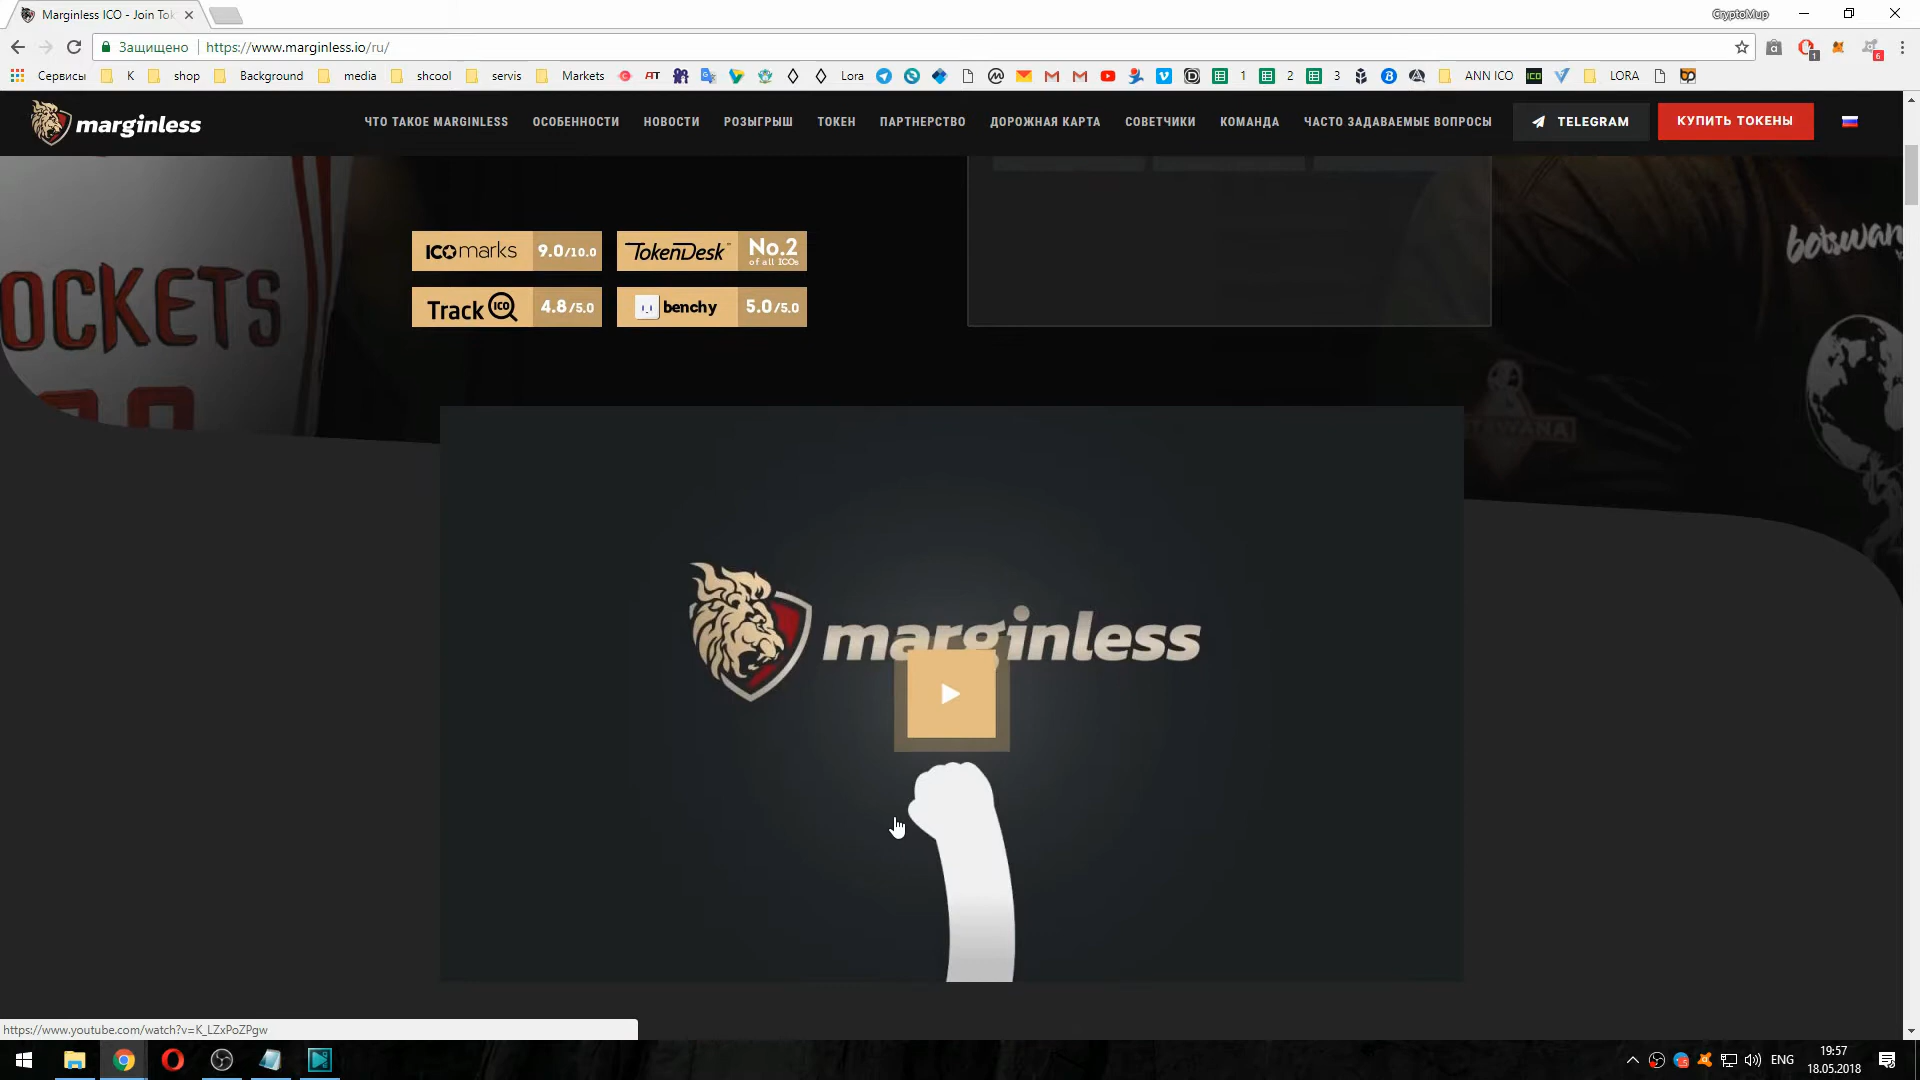 Marginless ICO - Join Tok
CryptoMup
Защищено
https://www.marginless.io/ru/
Сервисы
K
shop
Background
media
shcool
servis
Markets
AT
Lora
1
2
3
ANN ICO
ICO
LORA
marginless
ЧТО ТАКОЕ MARGINLESS
ОСОБЕННОСТИ
НОВОСТИ
РОЗЫГРЫШ
ТОКЕН
ПАРТНЕРСТВО
ДОРОЖНАЯ КАРТА
СОВЕТЧИКИ
КОМАНДА
ЧАСТО ЗАДАВАЕМЫЕ ВОПРОСЫ
TELEGRAM
КУПИТЬ ТОКЕНЫ
ICOmarks 9.0/10.0
TokenDesk No.2
of all ICOs
Track ICO 4.8/5.0
benchy 5.0/5.0
OCKETS
botswan
marginless
https://www.youtube.com/watch?v=K_LZxPoZPgw
ENG
19:57
18.05.2018